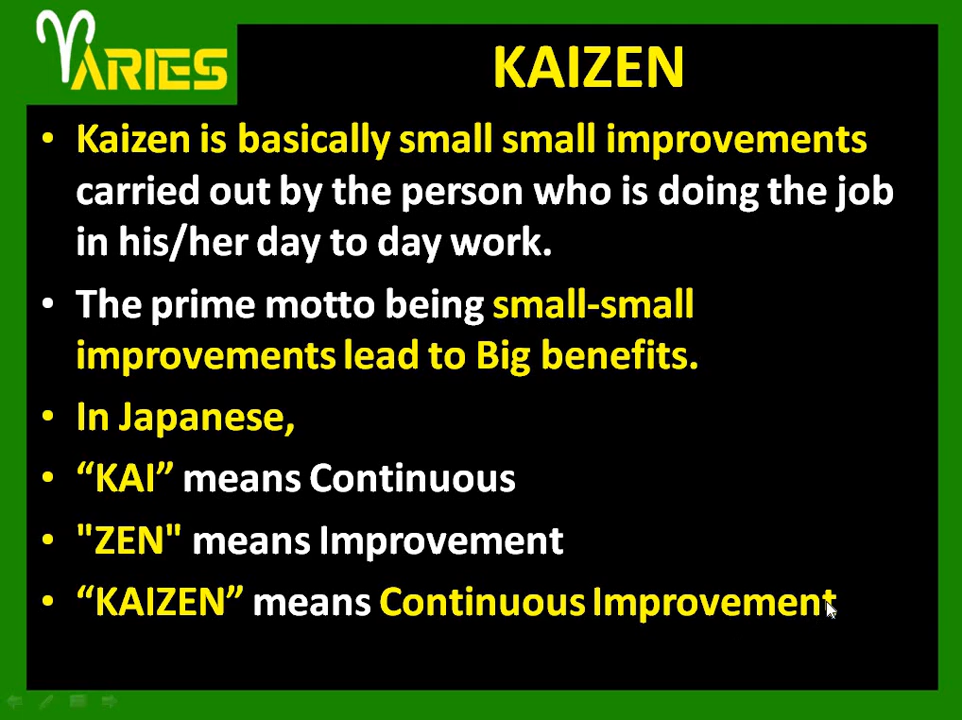 ARIES
KAIZEN
• Kaizen is basically small small improvements
carried out by the person who is doing the job
in his/her day to day work.
• The prime motto being small-small
improvements lead to Big benefits.
• In Japanese,
• “KAI” means Continuous
• "ZEN" means Improvement
• “KAIZEN” means Continuous Improvement